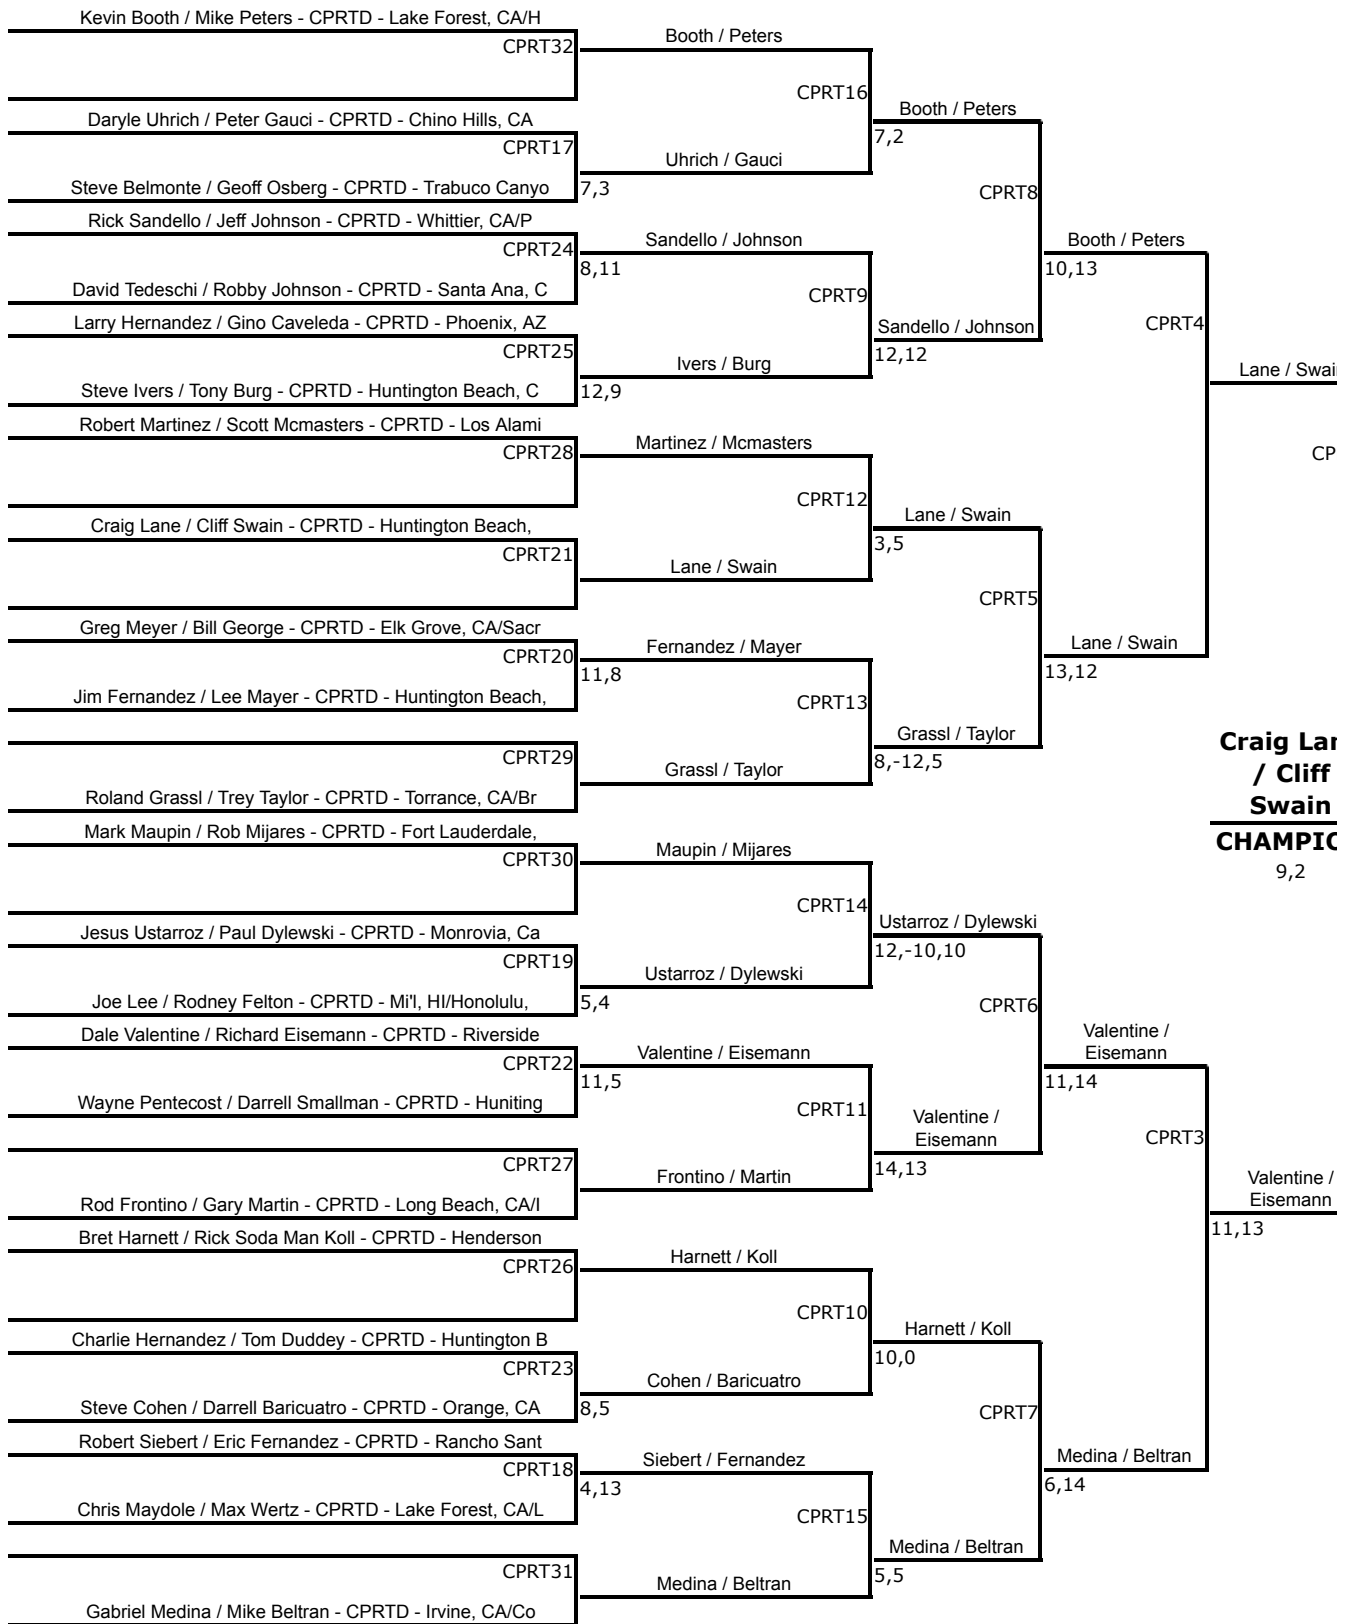 Kevin Booth / Mike Peters - CPRTD - Lake Forest, CA/H
CPRT32
Booth / Peters
CPRT16
Booth / Peters
7,2
Daryle Uhrich / Peter Gauci - CPRTD - Chino Hills, CA
CPRT17
Uhrich / Gauci
7,3
Steve Belmonte / Geoff Osberg - CPRTD - Trabuco Canyo
CPRT8
Rick Sandello / Jeff Johnson - CPRTD - Whittier, CA/P
CPRT24
Sandello / Johnson
8,11
Booth / Peters
10,13
David Tedeschi / Robby Johnson - CPRTD - Santa Ana, C
CPRT9
Larry Hernandez / Gino Caveleda - CPRTD - Phoenix, AZ
CPRT25
Sandello / Johnson
12,12
CPRT4
Ivers / Burg
12,9
Steve Ivers / Tony Burg - CPRTD - Huntington Beach, C
Lane / Swai
Robert Martinez / Scott Mcmasters - CPRTD - Los Alami
CPRT28
Martinez / Mcmasters
CP
CPRT12
Lane / Swain
3,5
Craig Lane / Cliff Swain - CPRTD - Huntington Beach,
CPRT21
Lane / Swain
CPRT5
Greg Meyer / Bill George - CPRTD - Elk Grove, CA/Sacr
CPRT20
Fernandez / Mayer
11,8
Lane / Swain
13,12
Jim Fernandez / Lee Mayer - CPRTD - Huntington Beach,
CPRT13
Grassl / Taylor
8,-12,5
CPRT29
Grassl / Taylor
Roland Grassl / Trey Taylor - CPRTD - Torrance, CA/Br
Craig Lan
/ Cliff
Swain
CHAMPIO
9,2
Mark Maupin / Rob Mijares - CPRTD - Fort Lauderdale,
CPRT30
Maupin / Mijares
CPRT14
Ustarroz / Dylewski
12,-10,10
Jesus Ustarroz / Paul Dylewski - CPRTD - Monrovia, Ca
CPRT19
Ustarroz / Dylewski
5,4
Joe Lee / Rodney Felton - CPRTD - Mi'l, HI/Honolulu,
CPRT6
Dale Valentine / Richard Eisemann - CPRTD - Riverside
CPRT22
Valentine / Eisemann
11,5
Valentine /
Eisemann
11,14
Wayne Pentecost / Darrell Smallman - CPRTD - Huniting
CPRT11
Valentine /
Eisemann
14,13
CPRT3
CPRT27
Frontino / Martin
Rod Frontino / Gary Martin - CPRTD - Long Beach, CA/I
Valentine /
Eisemann
11,13
Bret Harnett / Rick Soda Man Koll - CPRTD - Henderson
CPRT26
Harnett / Koll
CPRT10
Harnett / Koll
10,0
Charlie Hernandez / Tom Duddey - CPRTD - Huntington B
CPRT23
Cohen / Baricuatro
8,5
Steve Cohen / Darrell Baricuatro - CPRTD - Orange, CA
CPRT7
Robert Siebert / Eric Fernandez - CPRTD - Rancho Sant
CPRT18
Siebert / Fernandez
4,13
Medina / Beltran
6,14
Chris Maydole / Max Wertz - CPRTD - Lake Forest, CA/L
CPRT15
Medina / Beltran
5,5
CPRT31
Medina / Beltran
Gabriel Medina / Mike Beltran - CPRTD - Irvine, CA/Co